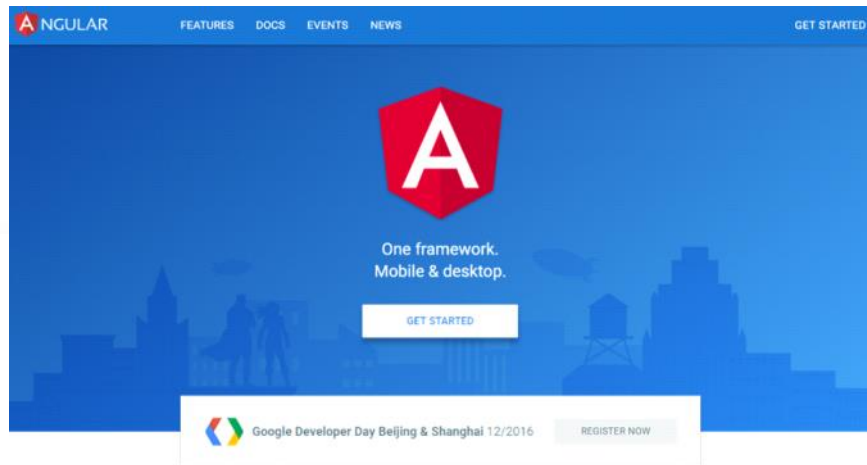 ANGULAR FEATURES DOCS EVENTS NEWS GET STARTED
A
One framework.
Mobile & desktop.
GET STARTED
Google Developer Day Beijing & Shanghai 12/2016 REGISTER NOW